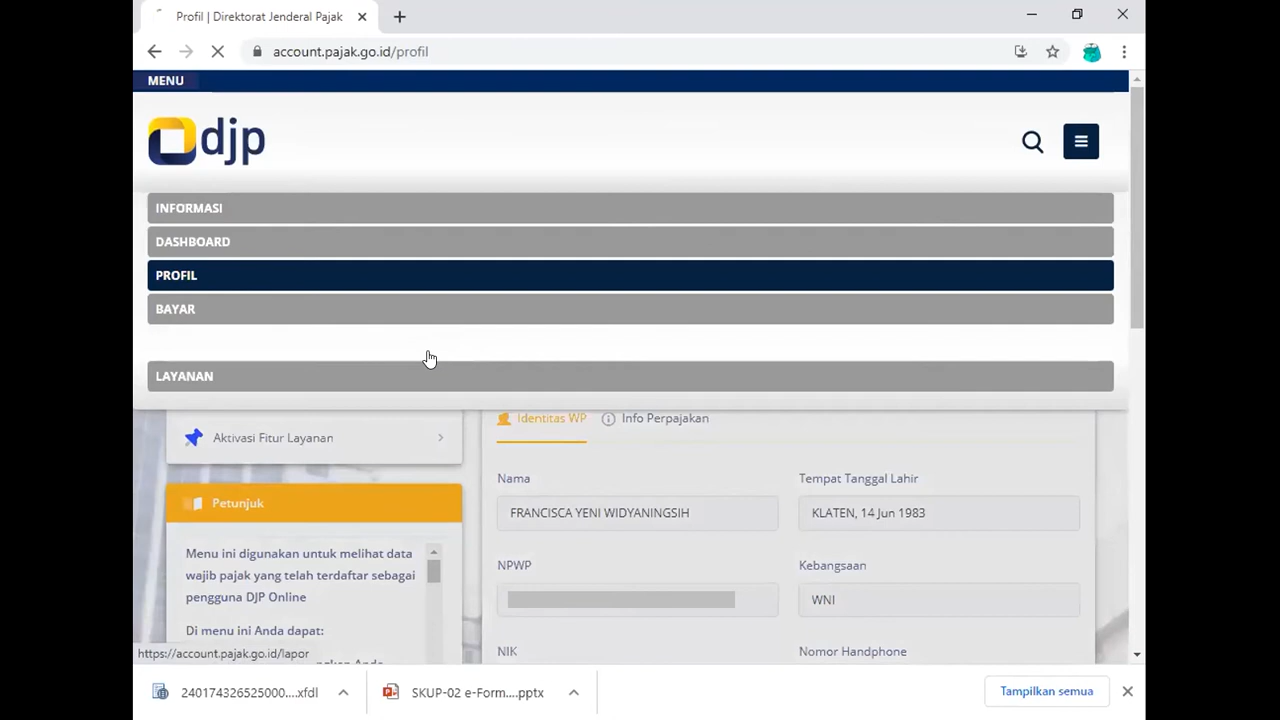 Profil | Direktorat Jenderal Pajak
account.pajak.go.id/profil
MENU
djp
INFORMASI
DASHBOARD
PROFIL
BAYAR
LAYANAN
Aktivasi Fitur Layanan
Identitas WP
Info Perpajakan
Petunjuk
Nama
Tempat Tanggal Lahir
FRANCISCA YENI WIDYANINGSIH
KLATEN, 14 Jun 1983
Menu ini digunakan untuk melihat data
wajib pajak yang telah terdaftar sebagai
pengguna DJP Online
NPWP
Kebangsaan
WNI
Di menu ini Anda dapat:
NIK
Nomor Handphone
https://account.pajak.go.id/lapor
240174326525000....xfdl
SKUP-02 e-Form....pptx
Tampilkan semua